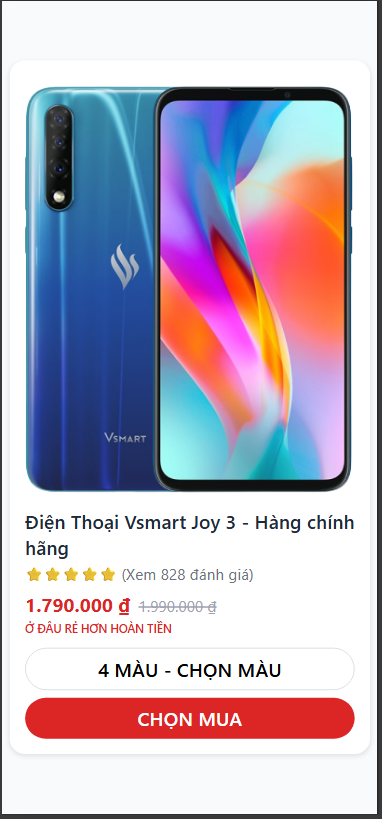 VSMART
Điện Thoại Vsmart Joy 3 - Hàng chính
hãng
(Xem 828 đánh giá)
1.790.000 ₫ 1.990.000 ₫
Ở ĐÂU RẺ HƠN HOÀN TIỀN
4 MÀU - CHỌN MÀU
CHỌN MUA